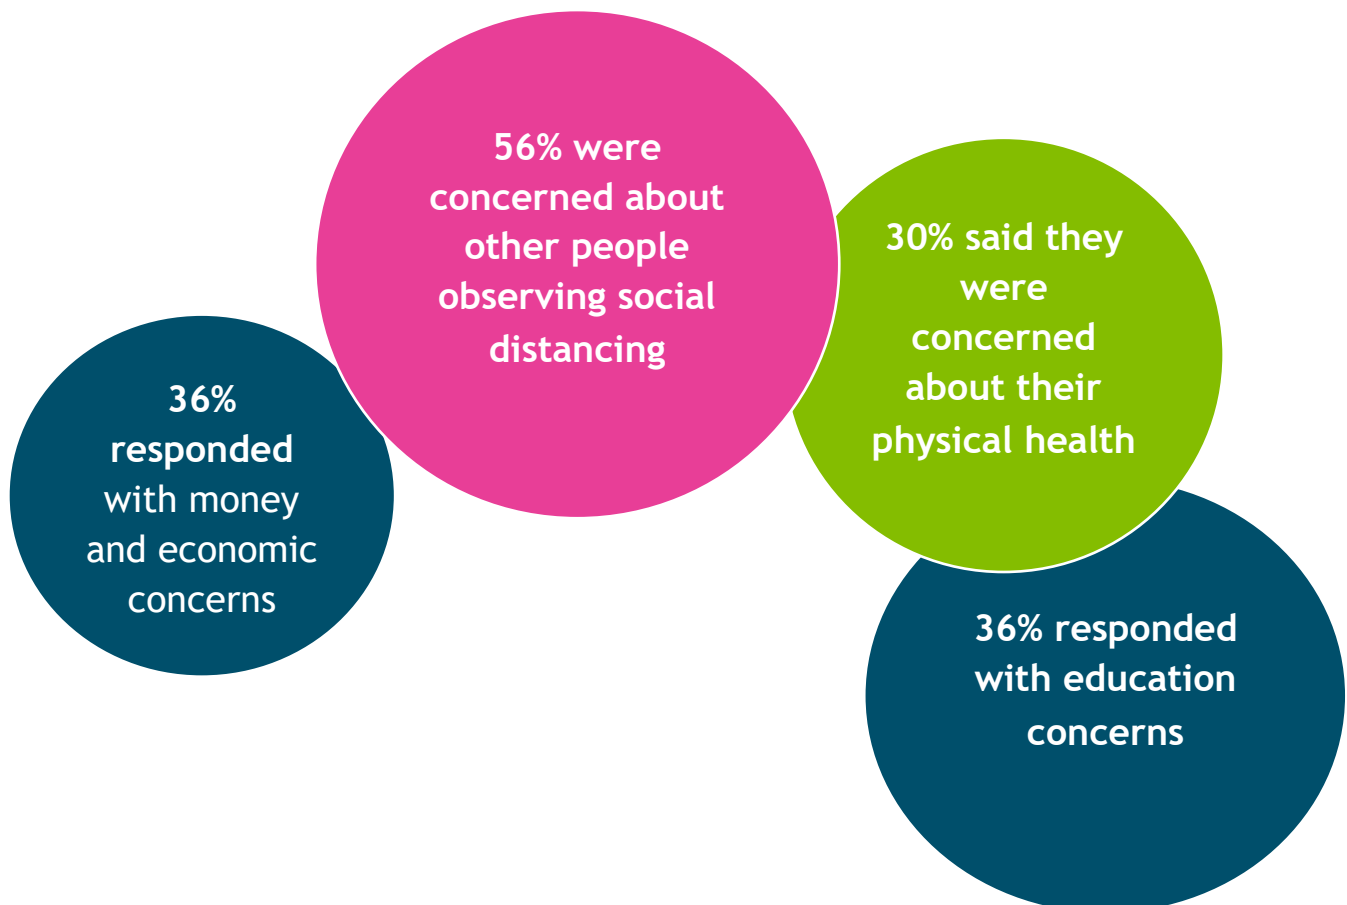 56% were
concerned about
other people
observing social
distancing
30% said they
were
concerned
about their
physical health
36%
responded
with money
and economic
concerns
36% responded
with education
concerns